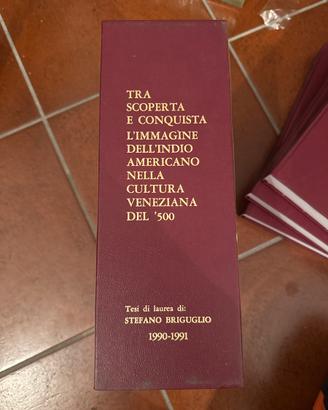 TRA
SCOPERTA
E CONQUISTA
L'IMMAGINE
DELL'INDIO
AMERICANO
NELLA
CULTURA
VENEZIANA
DEL '500
Tesi di laurea di:
STEFANO BRIGUGLIO
1990-1991